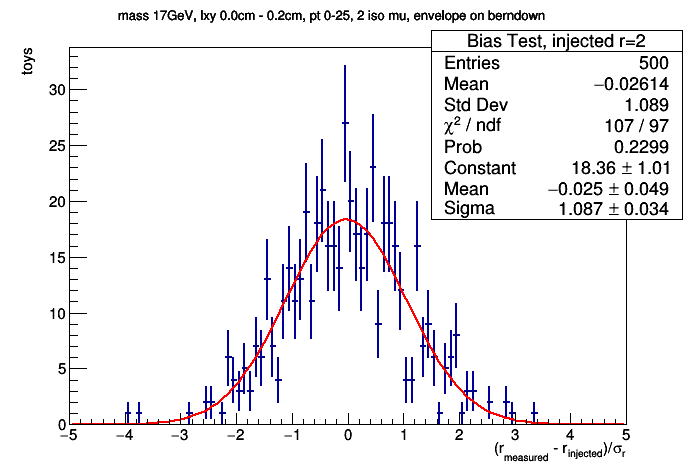 mass 17GeV, lxy 0.0cm - 0.2cm, pt 0-25, 2 iso mu, envelope on berndown
Bias Test, injected r=2
Entries 500
Mean −0.02614
Std Dev 1.089
χ² / ndf 107 / 97
Prob 0.2299
Constant 18.36 ± 1.01
Mean −0.025 ± 0.049
Sigma 1.087 ± 0.034
toys
30
25
20
15
10
5
0
−5 −4 −3 −2 −1 0 1 2 3 4 5
(r_measured - r_injected)/σ_r